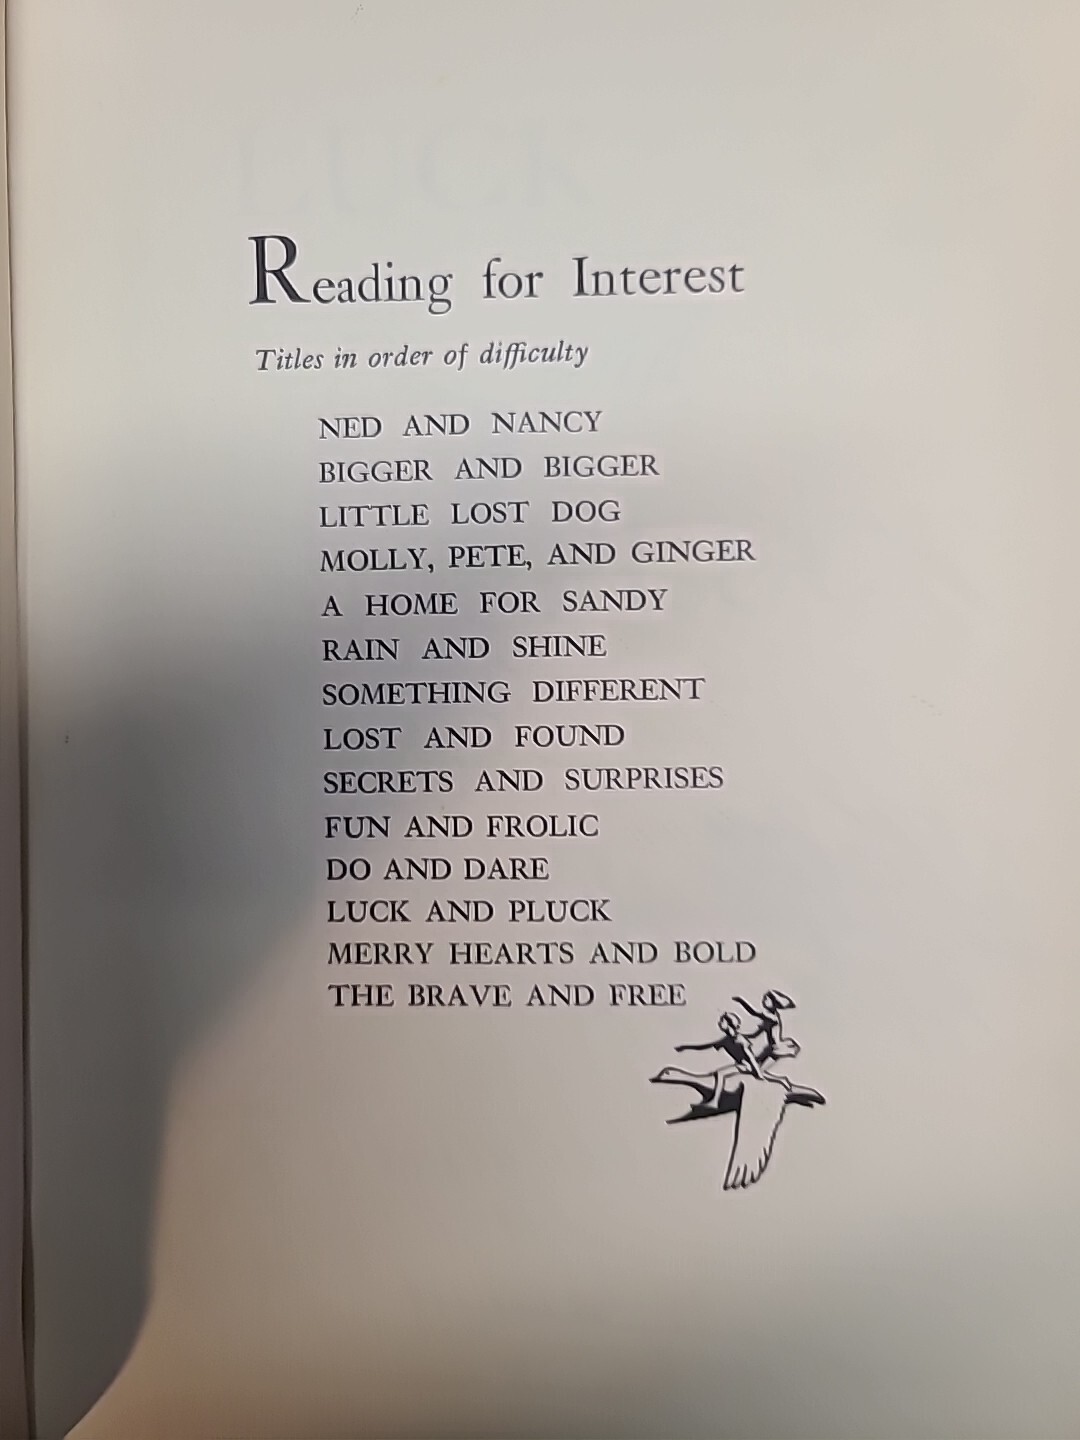 Reading for Interest
Titles in order of difficulty
NED AND NANCY
BIGGER AND BIGGER
LITTLE LOST DOG
MOLLY, PETE, AND GINGER
A HOME FOR SANDY
RAIN AND SHINE
SOMETHING DIFFERENT
LOST AND FOUND
SECRETS AND SURPRISES
FUN AND FROLIC
DO AND DARE
LUCK AND PLUCK
MERRY HEARTS AND BOLD
THE BRAVE AND FREE